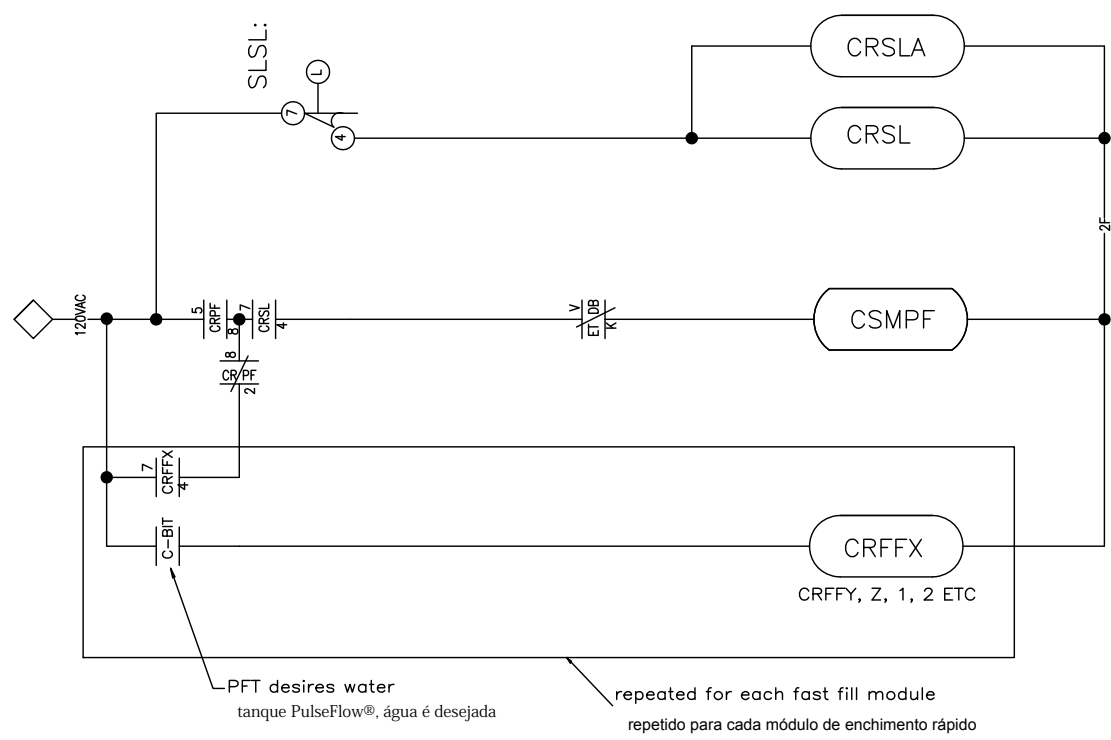 SLSL:
L
7
4
CRSLA
CRSL
2F
120VAC
5
CRPF
8
7
CRSL
4
V
ET DB
K
CSMPF
8
CRPF
2
7
CRFFX
4
C-BIT
CRFFX
CRFFY, Z, 1, 2 ETC
PFT desires water
tanque PulseFlow®, água é desejada
repeated for each fast fill module
repetido para cada módulo de enchimento rápido